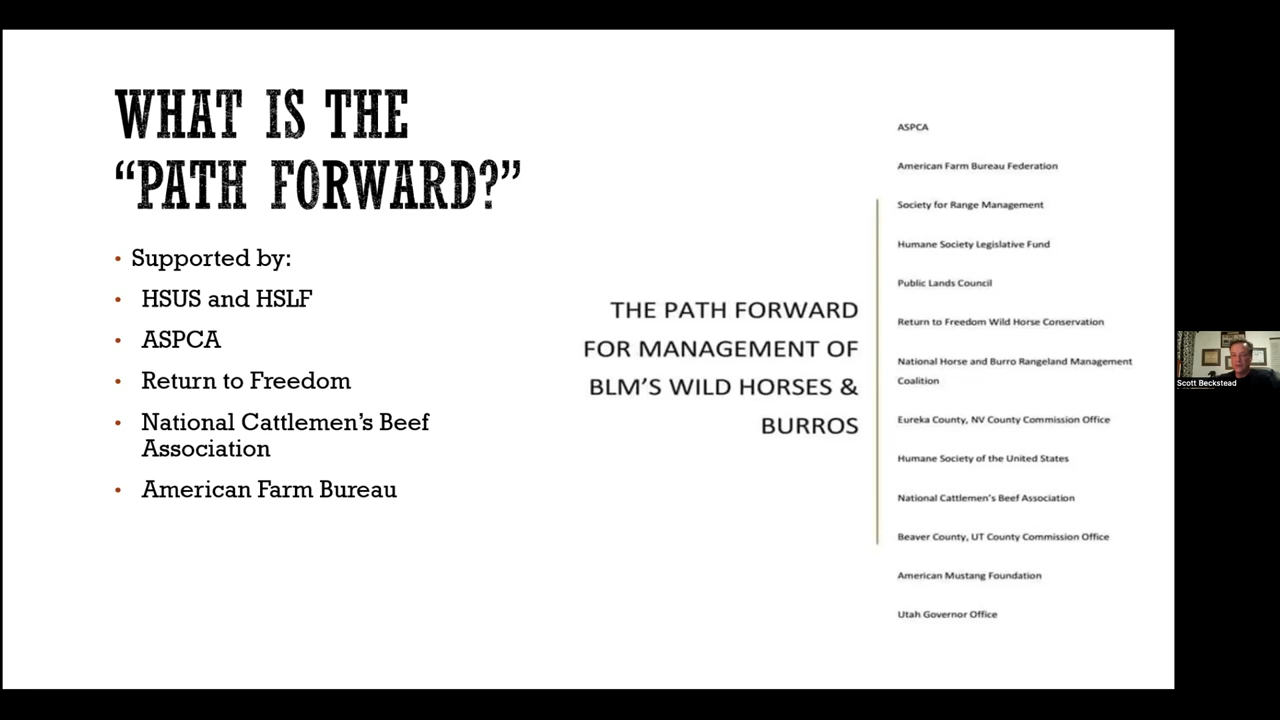 WHAT IS THE
“PATH FORWARD?”
• Supported by:
• HSUS and HSLF
• ASPCA
• Return to Freedom
• National Cattlemen’s Beef
Association
• American Farm Bureau
THE PATH FORWARD
FOR MANAGEMENT OF
BLM’S WILD HORSES &
BURROS
ASPCA
American Farm Bureau Federation
Society for Range Management
Humane Society Legislative Fund
Public Lands Council
Return to Freedom Wild Horse Conservation
National Horse and Burro Rangeland Management
Coalition
Eureka County, NV County Commission Office
Humane Society of the United States
National Cattlemen’s Beef Association
Beaver County, UT County Commission Office
American Mustang Foundation
Utah Governor Office
Scott Beckstead